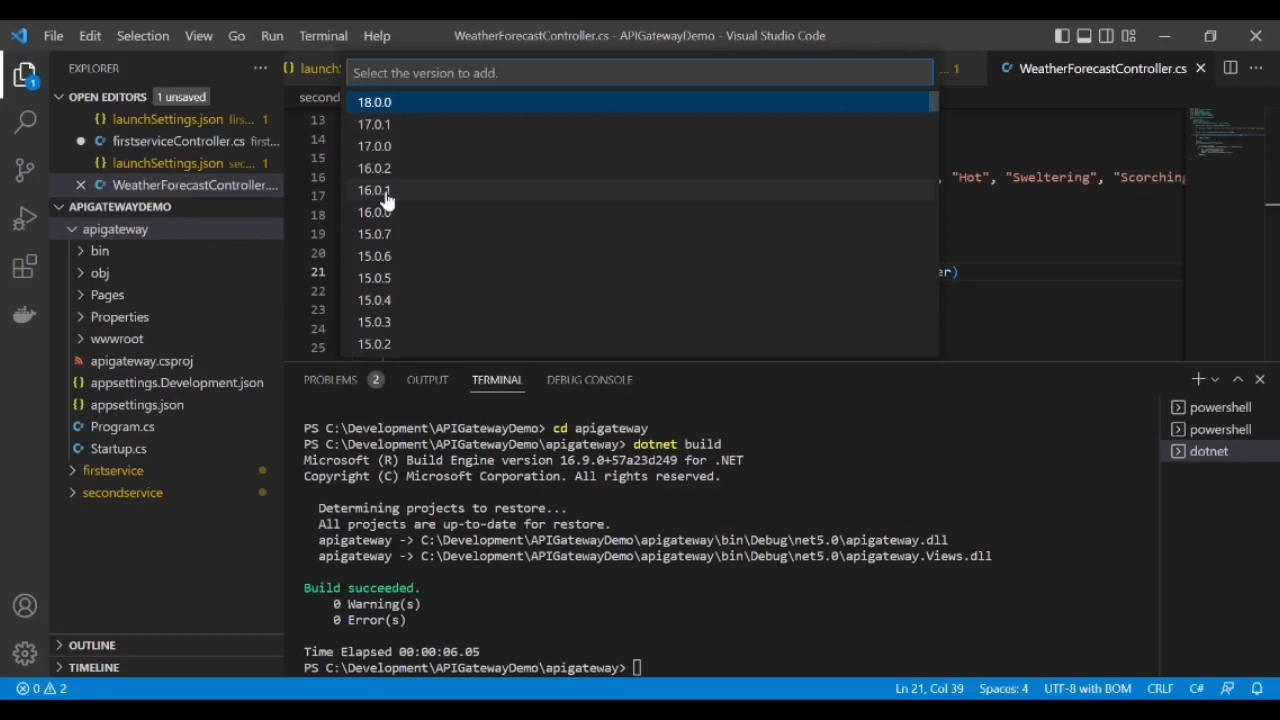 File Edit Selection View Go Run Terminal Help
WeatherForecastController.cs - APIGatewayDemo - Visual Studio Code
EXPLORER
OPEN EDITORS 1 unsaved
launchSettings.json firs... 1
firstserviceController.cs first...
launchSettings.json sec... 1
WeatherForecastController....
APIGATEWAYDEMO
apigateway
bin
obj
Pages
Properties
wwwroot
apigateway.csproj
appsettings.Development.json
appsettings.json
Program.cs
Startup.cs
firstservice
secondservice
OUTLINE
TIMELINE
1
launch
... 1
WeatherForecastController.cs
second
Select the version to add.
18.0.0
17.0.1
17.0.0
16.0.2
16.0.1
16.0.0
15.0.7
15.0.6
15.0.5
15.0.4
15.0.3
15.0.2
13
14
15
16
, "Hot", "Sweltering", "Scorching
17
18
19
20
21
er)
22
23
24
25
PROBLEMS 2 OUTPUT TERMINAL DEBUG CONSOLE
PS C:\Development\APIGatewayDemo> cd apigateway
PS C:\Development\APIGatewayDemo\apigateway> dotnet build
Microsoft (R) Build Engine version 16.9.0+57a23d249 for .NET
Copyright (C) Microsoft Corporation. All rights reserved.
Determining projects to restore...
All projects are up-to-date for restore.
apigateway -> C:\Development\APIGatewayDemo\apigateway\bin\Debug\net5.0\apigateway.dll
apigateway -> C:\Development\APIGatewayDemo\apigateway\bin\Debug\net5.0\apigateway.Views.dll
Build succeeded.
0 Warning(s)
0 Error(s)
Time Elapsed 00:00:06.05
PS C:\Development\APIGatewayDemo\apigateway>
powershell
powershell
dotnet
0 2
Ln 21, Col 39 Spaces: 4 UTF-8 with BOM CRLF C#